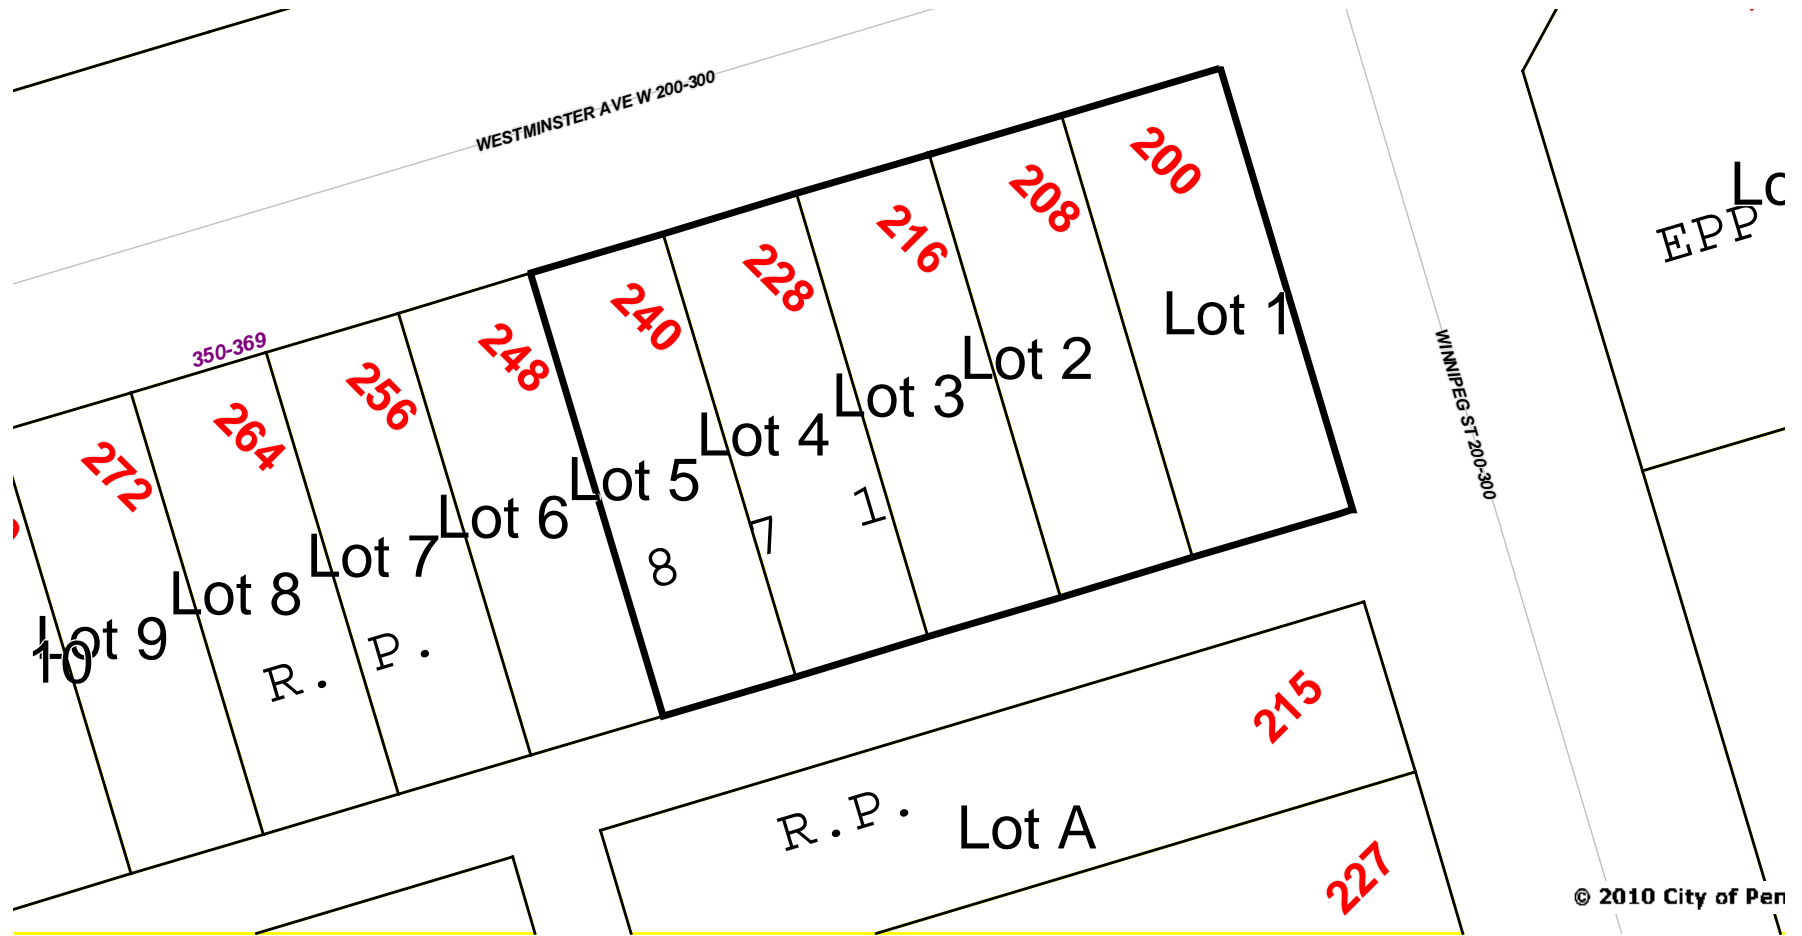 WESTMINSTER AVE W 200-300
200
208
216
228
240
248
256
264
272
350-369
Lot 1
Lot 2
Lot 3
Lot 4
Lot 5
Lot 6
Lot 7
Lot 8
Lot 9
10
R. P. 8 7 1
WINNIPEG ST 200-300
Lo
EPP
215
R.P.
Lot A
227
© 2010 City of Pen